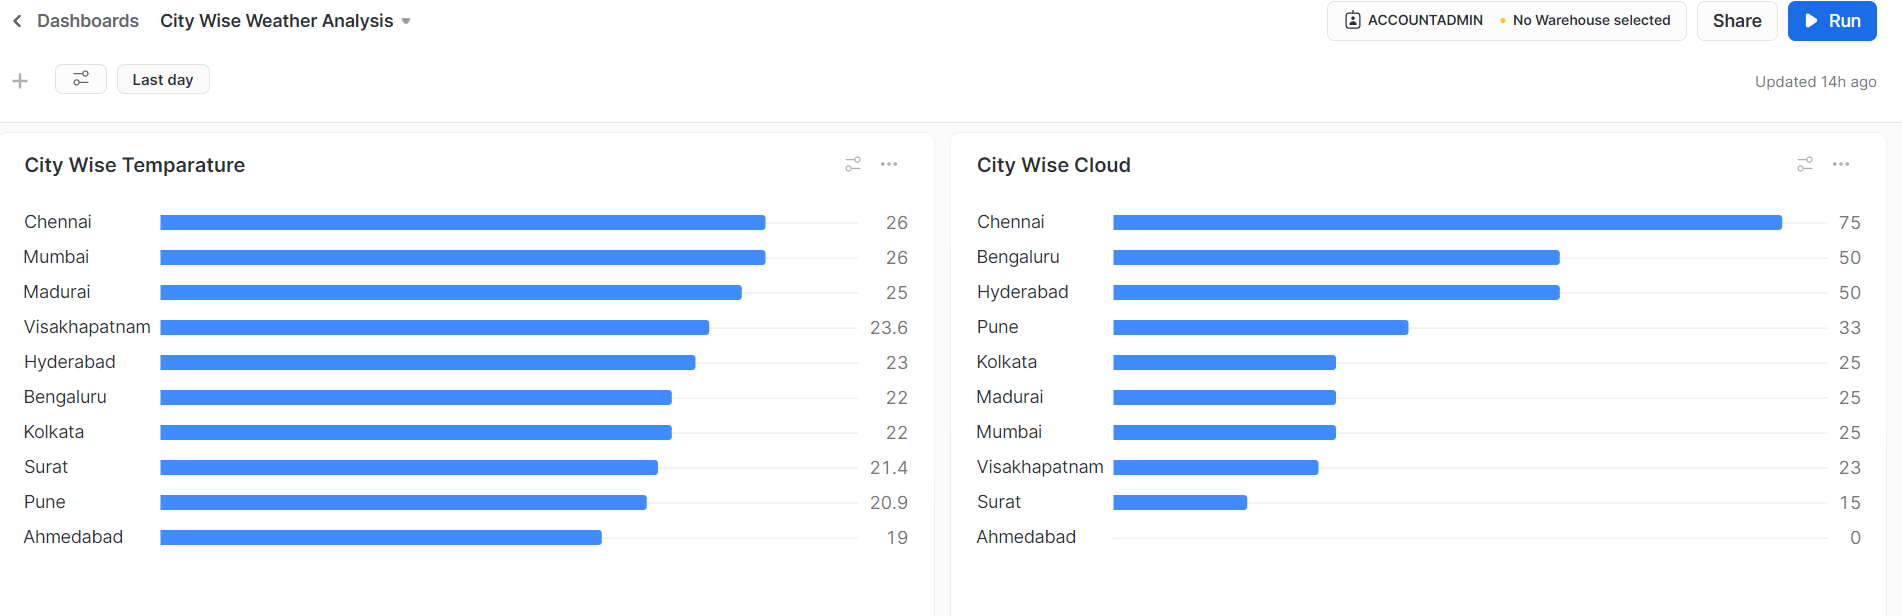 Dashboards City Wise Weather Analysis
ACCOUNTADMIN No Warehouse selected Share Run
Last day
Updated 14h ago
City Wise Temparature
Chennai 26
Mumbai 26
Madurai 25
Visakhapatnam 23.6
Hyderabad 23
Bengaluru 22
Kolkata 22
Surat 21.4
Pune 20.9
Ahmedabad 19
City Wise Cloud
Chennai 75
Bengaluru 50
Hyderabad 50
Pune 33
Kolkata 25
Madurai 25
Mumbai 25
Visakhapatnam 23
Surat 15
Ahmedabad 0